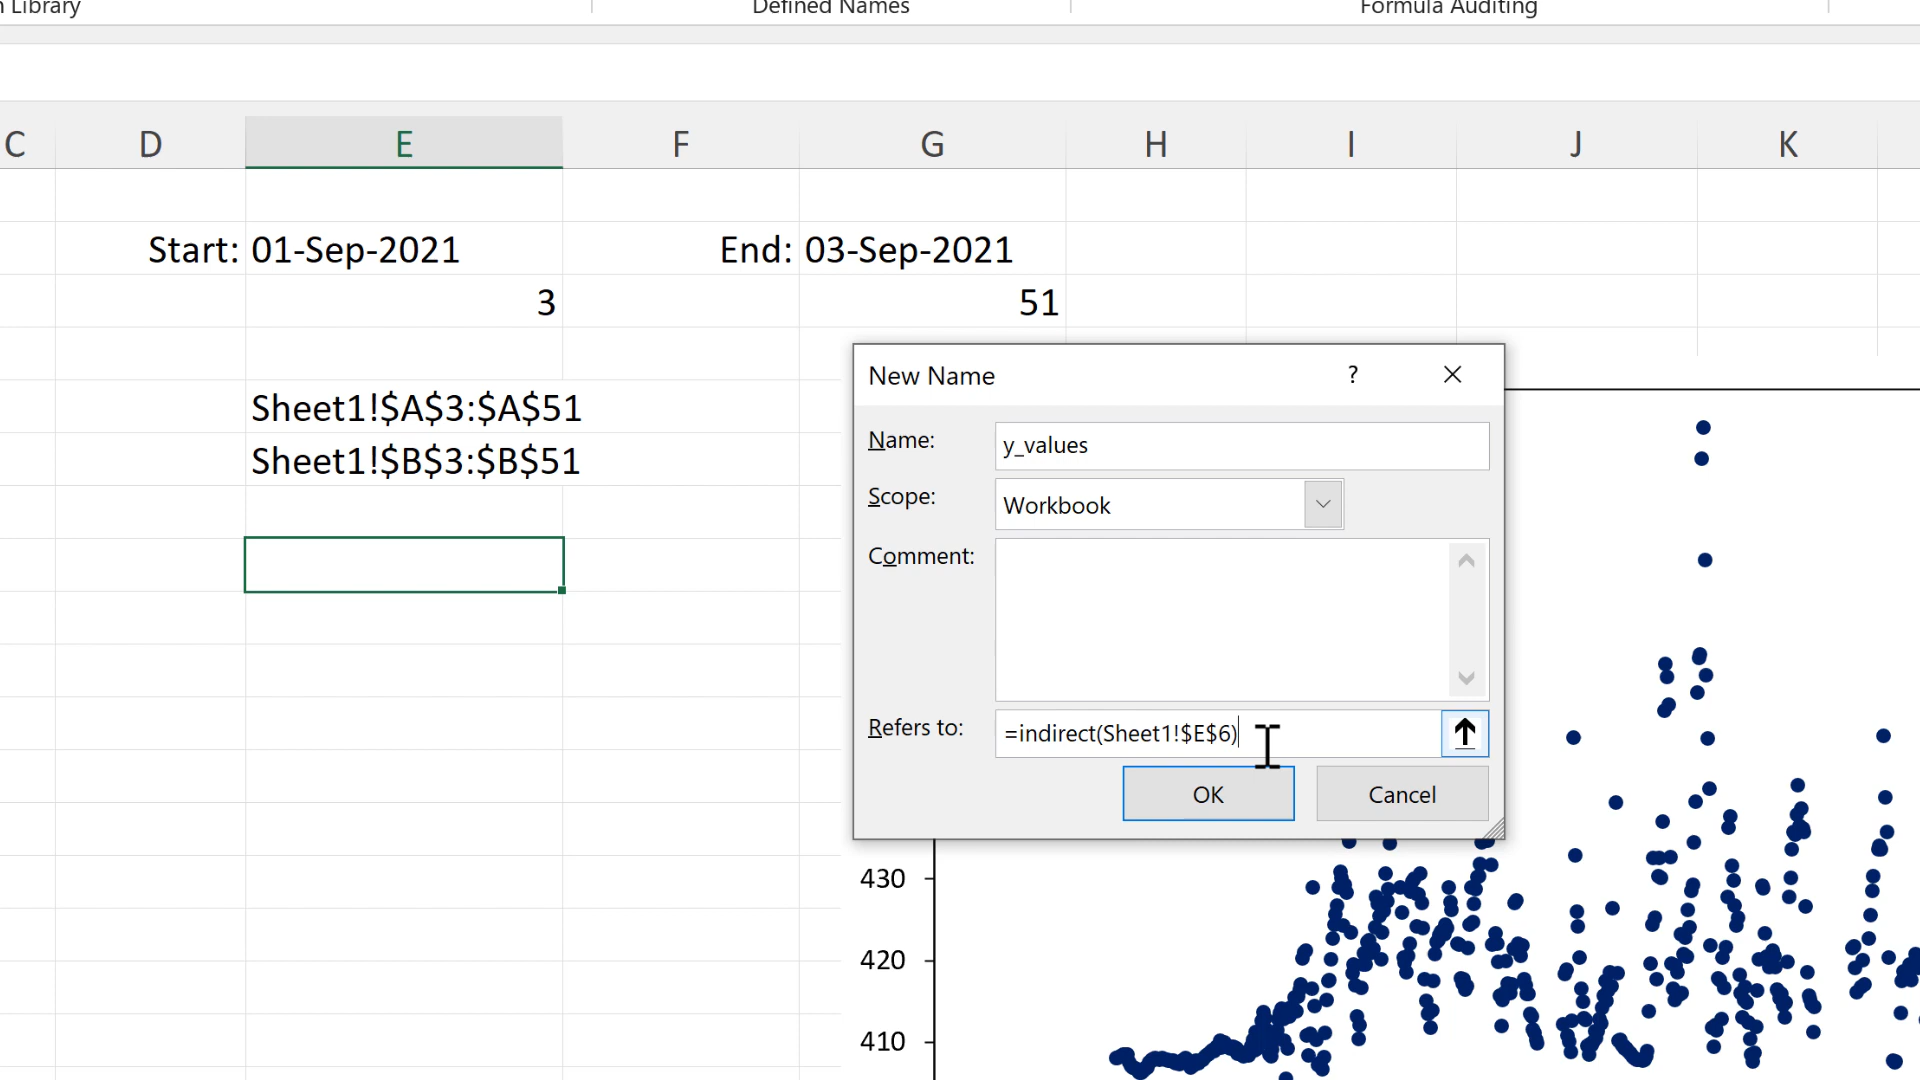 Library
Defined Names
Formula Auditing
C D E F G H I J K
Start: 01-Sep-2021 End: 03-Sep-2021
3 51
Sheet1!$A$3:$A$51
Sheet1!$B$3:$B$51
New Name ? ×
Name: y_values
Scope: Workbook
Comment:
Refers to: =indirect(Sheet1!$E$6)
OK Cancel
430
420
410